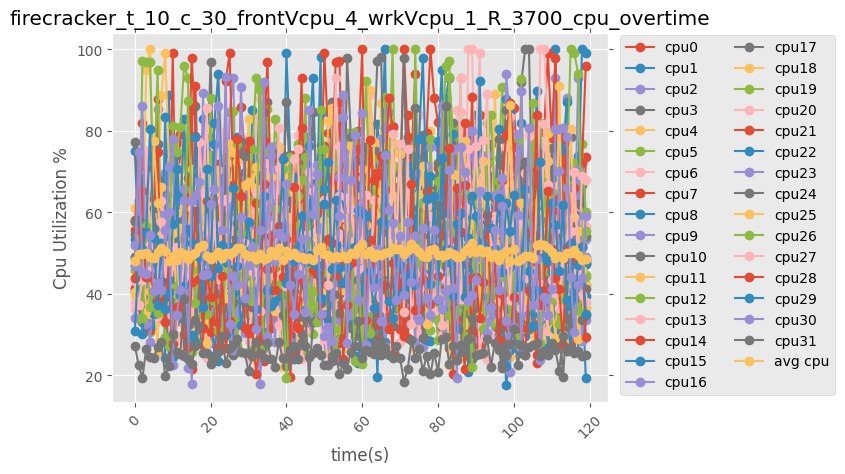 firecracker_t_10_c_30_frontVcpu_4_wrkVcpu_1_R_3700_cpu_overtime
100
80
60
40
20
Cpu Utilization %
0
20
40
60
80
100
120
time(s)
cpu0
cpu1
cpu2
cpu3
cpu4
cpu5
cpu6
cpu7
cpu8
cpu9
cpu10
cpu11
cpu12
cpu13
cpu14
cpu15
cpu16
cpu17
cpu18
cpu19
cpu20
cpu21
cpu22
cpu23
cpu24
cpu25
cpu26
cpu27
cpu28
cpu29
cpu30
cpu31
avg cpu